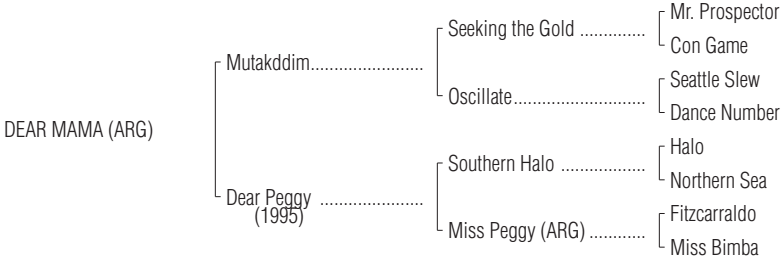 Mr. Prospector
Seeking the Gold ..............
Con Game
Mutakddim........................
Seattle Slew
Oscillate............................
Dance Number
DEAR MAMA (ARG)
Halo
Southern Halo ..................
Northern Sea
Dear Peggy ......................
(1995)
Fitzcarraldo
Miss Peggy (ARG) ............
Miss Bimba